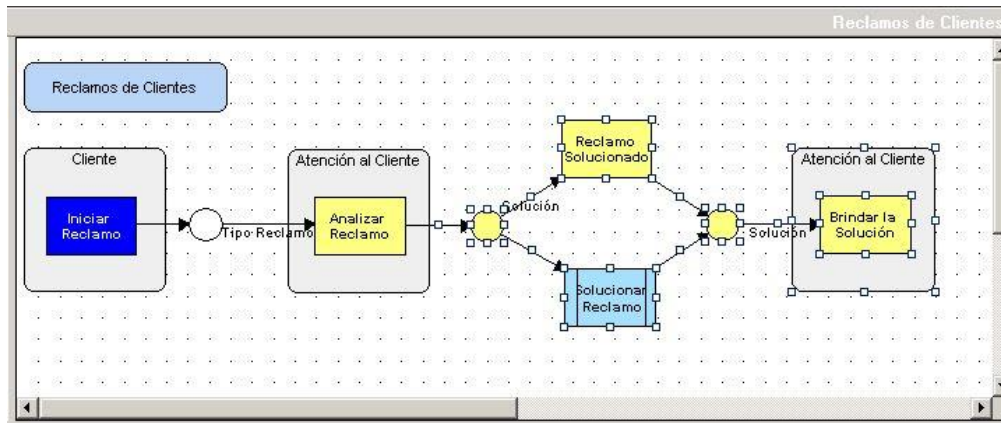 Reclamos de Clientes
Reclamos de Clientes
Cliente
Iniciar
Reclamo
Tipo Reclamo
Atención al Cliente
Analizar
Reclamo
Solución
Reclamo
Solucionado
Solucionar
Reclamo
Solución
Atención al Cliente
Brindar la
Solución